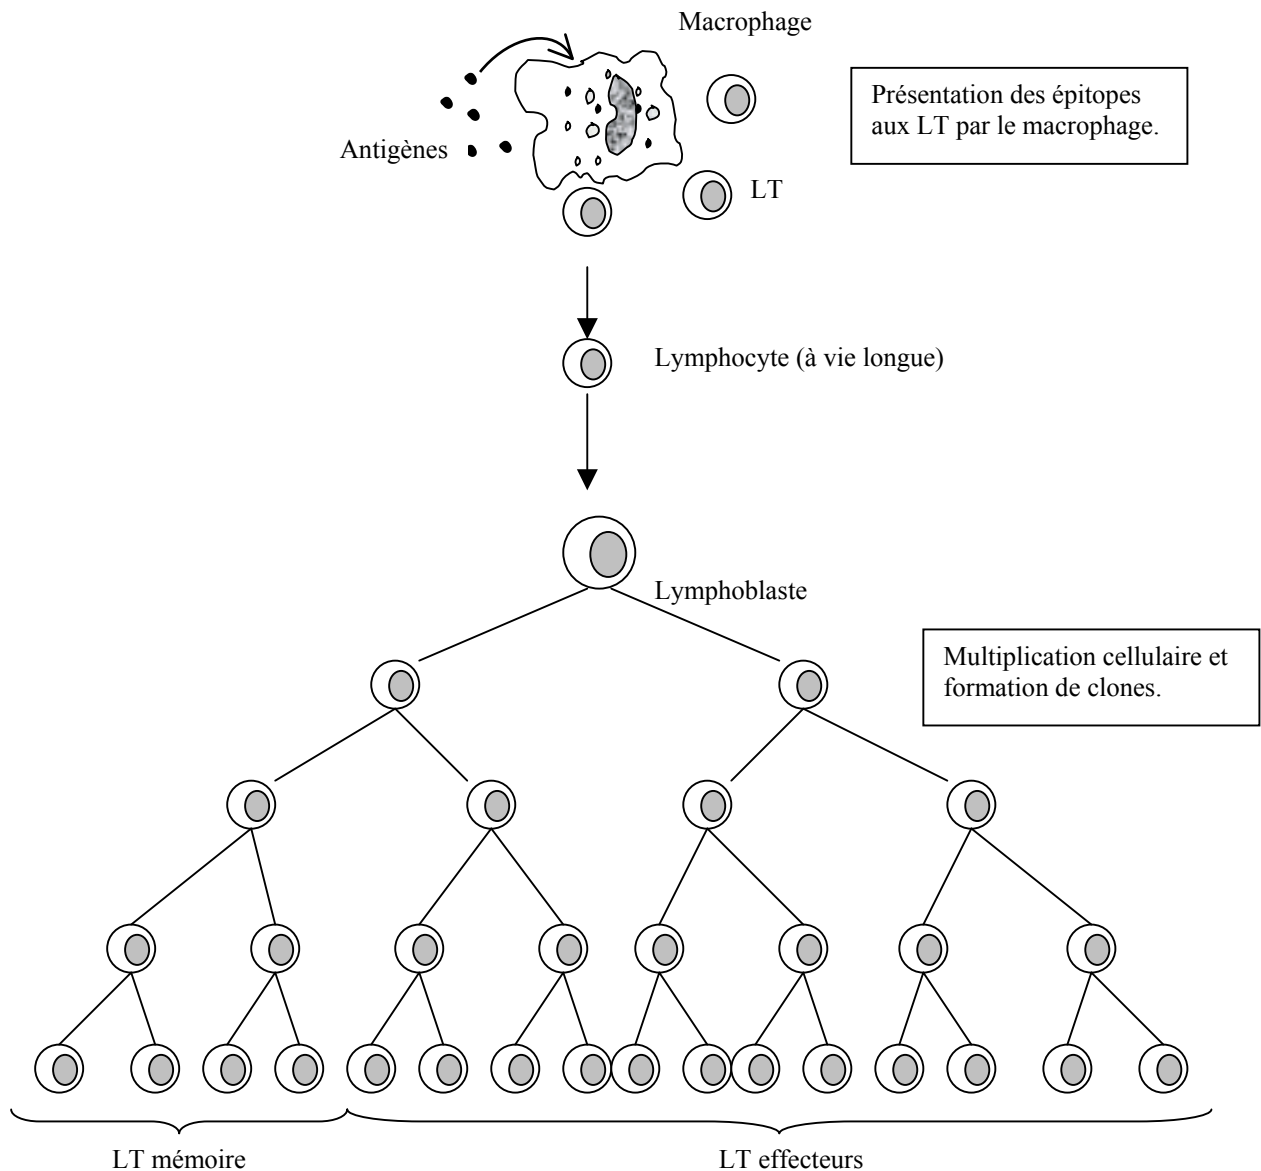 Macrophage
Présentation des épitopes
aux LT par le macrophage.
Antigènes
LT
Lymphocyte (à vie longue)
Lymphoblaste
Multiplication cellulaire et
formation de clones.
LT mémoire
LT effecteurs